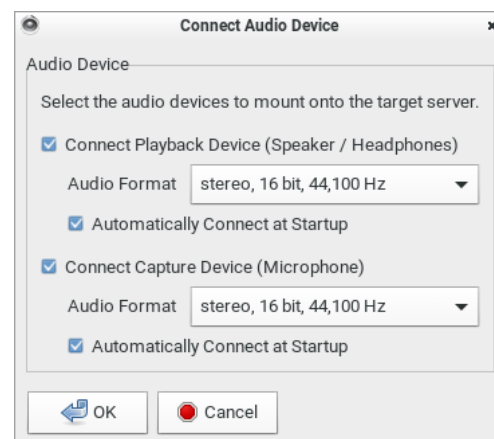 Connect Audio Device
Audio Device
Select the audio devices to mount onto the target server.
Connect Playback Device (Speaker / Headphones)
Audio Format stereo, 16 bit, 44,100 Hz
Automatically Connect at Startup
Connect Capture Device (Microphone)
Audio Format stereo, 16 bit, 44,100 Hz
Automatically Connect at Startup
OK Cancel